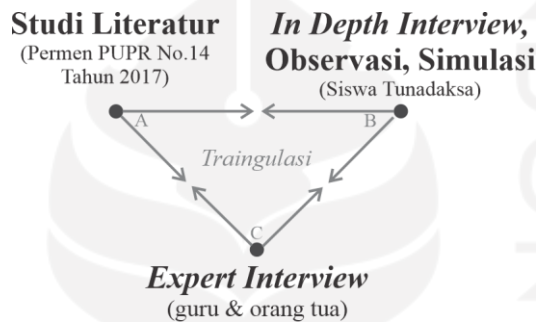 Studi Literatur
(Permen PUPR No.14
Tahun 2017)
In Depth Interview,
Observasi, Simulasi
(Siswa Tunadaksa)
A
B
Traingulasi
C
Expert Interview
(guru & orang tua)